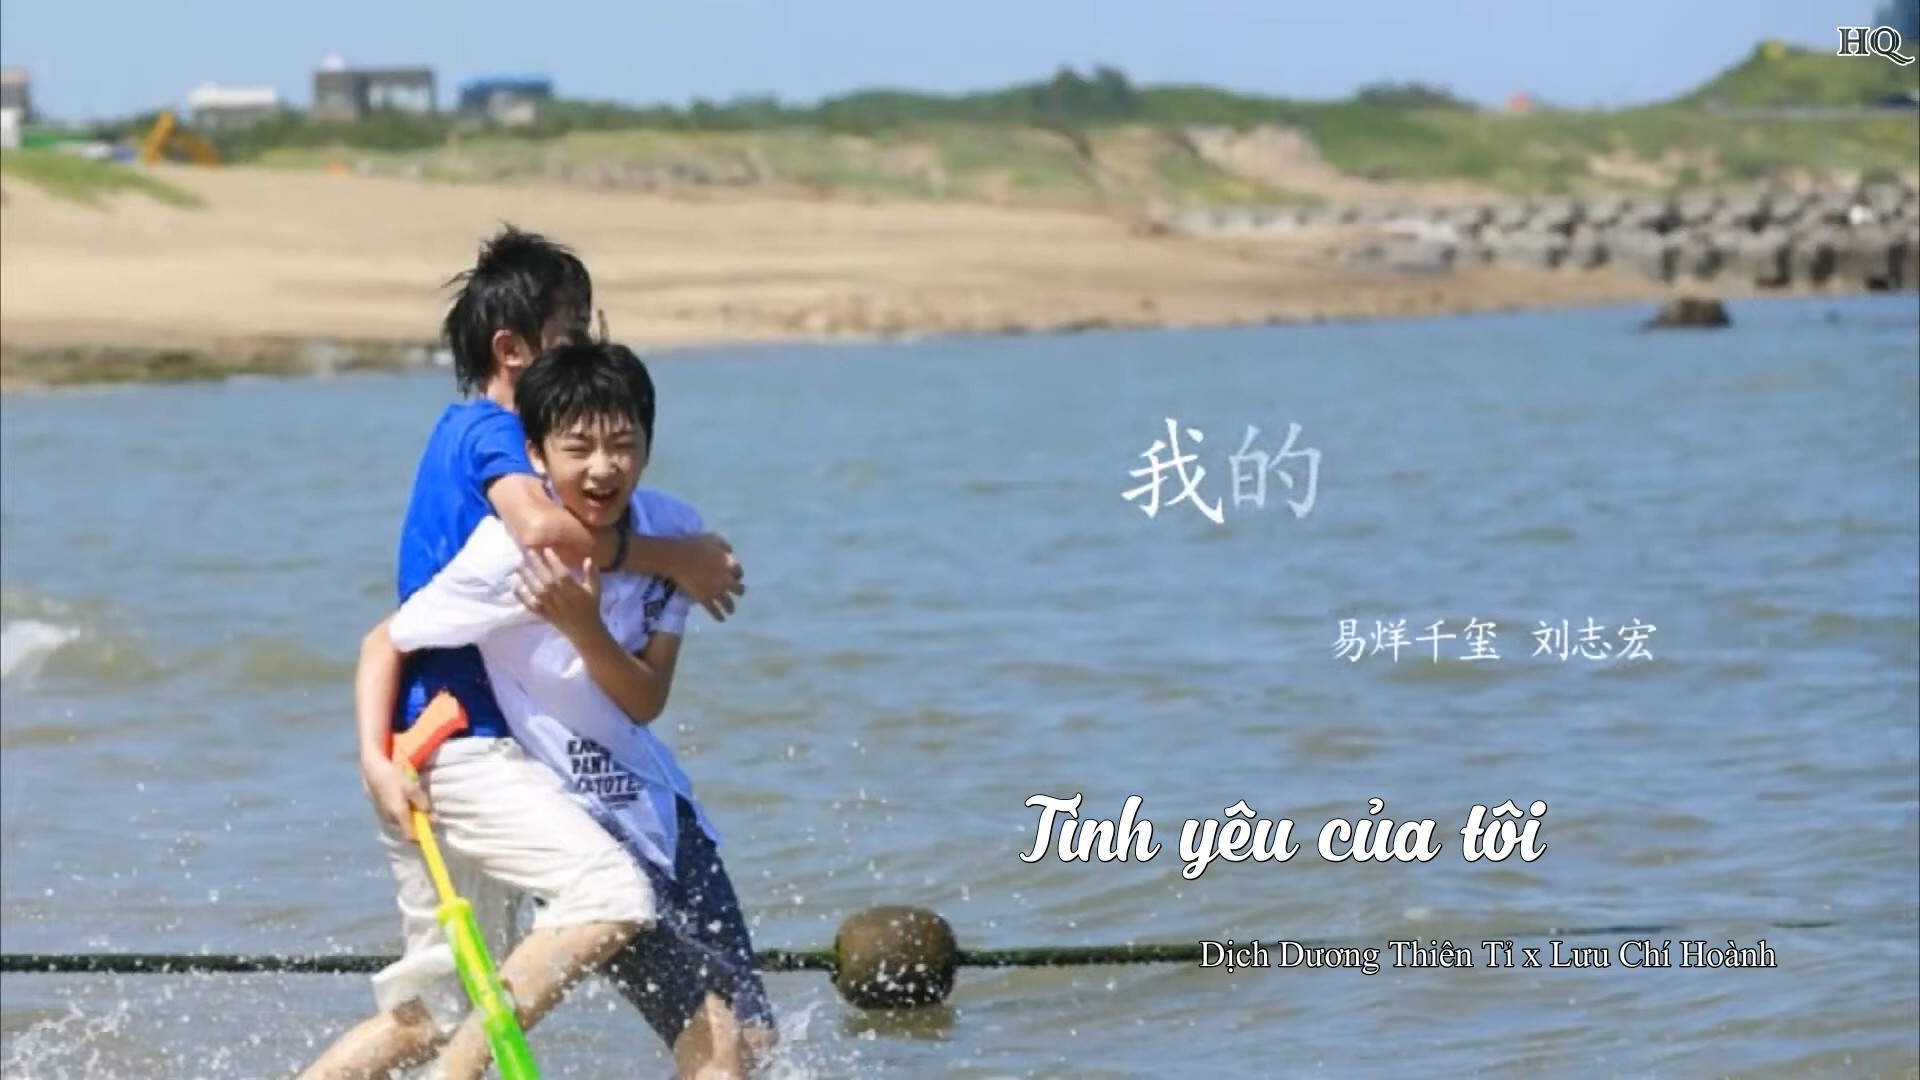 HQ
我的
易烊千玺 刘志宏
Tình yêu của tôi
Dịch Dương Thiên Tỉ x Lưu Chí Hoành